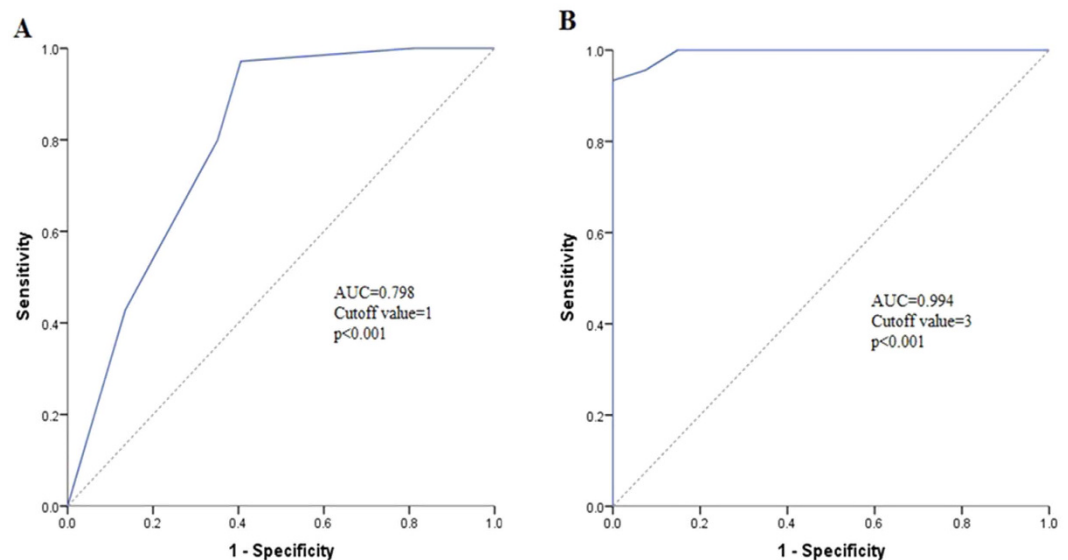 A
1.0
0.8
0.6
0.4
0.2
0.0
Sensitivity
AUC=0.798
Cutoff value=1
p<0.001
0.0 0.2 0.4 0.6 0.8 1.0
1 - Specificity
B
1.0
0.8
0.6
0.4
0.2
0.0
Sensitivity
AUC=0.994
Cutoff value=3
p<0.001
0.0 0.2 0.4 0.6 0.8 1.0
1 - Specificity